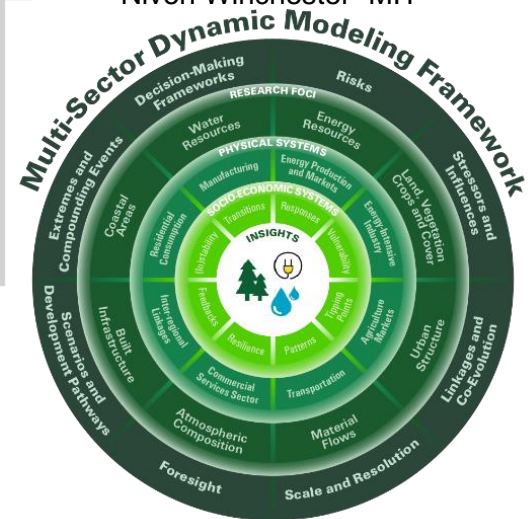 Niven Winchester- MIT
Multi-Sector Dynamic Modeling Framework
Decision-Making
Frameworks
Risks
Stressors and
Influences
Linkages and
Co-Evolution
Scale and Resolution
Foresight
Scenarios and
Development Pathways
Extremes and
Compounding Events
RESEARCH FOCI
Water
Resources
Energy
Resources
Land, Vegetation
Crops and Cover
Urban
Structure
Material
Flows
Atmospheric
Composition
Built
Infrastructure
Coastal
Areas
PHYSICAL SYSTEMS
Manufacturing
Energy Production
and Markets
Energy-Intensive
Industry
Agriculture
Markets
Transportation
Commercial
Services Sector
Inter-regional
Linkages
Residential
Consumption
SOCIO-ECONOMIC SYSTEMS
Transitions
Responses
Vulnerability
Tipping
Points
Patterns
Resilience
Feedbacks
(In)stability
INSIGHTS